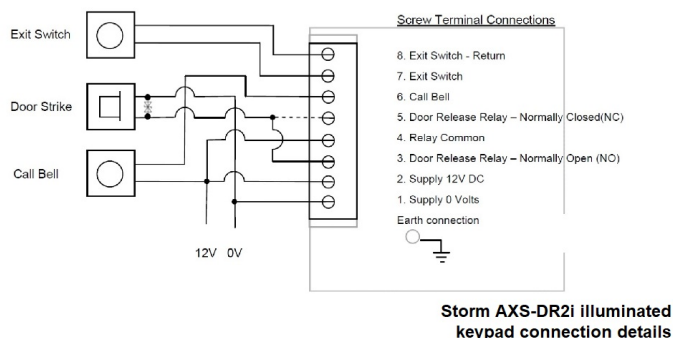 Screw Terminal Connections
Exit Switch
Door Strike
Call Bell
12V 0V
8. Exit Switch - Return
7. Exit Switch
6. Call Bell
5. Door Release Relay – Normally Closed(NC)
4. Relay Common
3. Door Release Relay – Normally Open (NO)
2. Supply 12V DC
1. Supply 0 Volts
Earth connection
Storm AXS-DR2i illuminated
keypad connection details